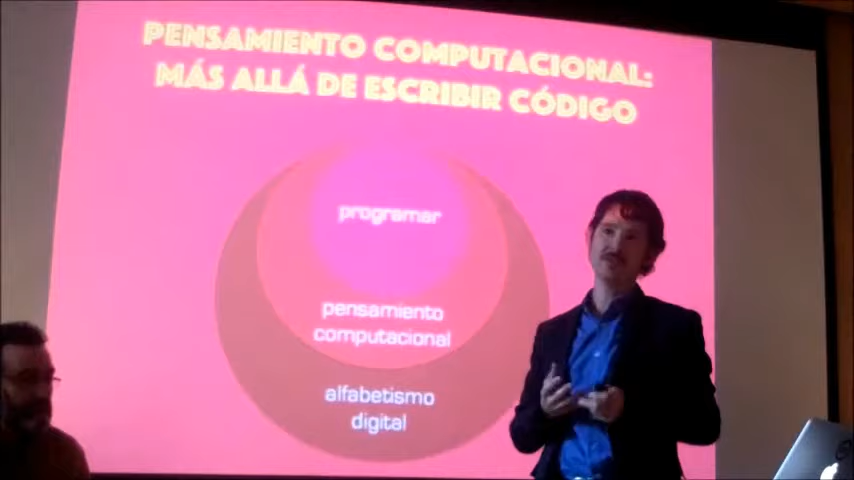 PENSAMIENTO COMPUTACIONAL:
MÁS ALLÁ DE ESCRIBIR CÓDIGO
programar
pensamiento
computacional
alfabetismo
digital